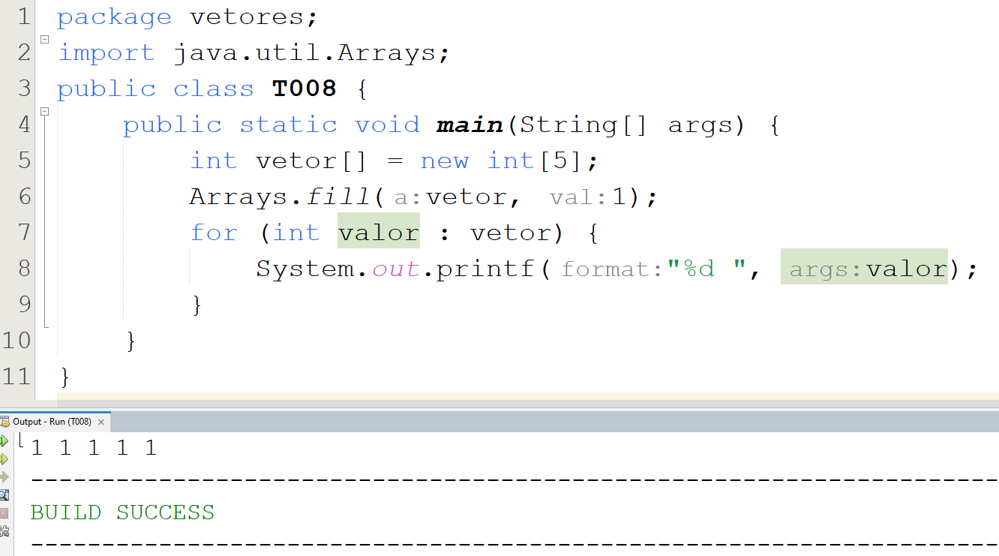 1 package vetores;
2 import java.util.Arrays;
3 public class T008 {
4 public static void main(String[] args) {
5 int vetor[] = new int[5];
6 Arrays.fill( a:vetor, val:1);
7 for (int valor : vetor) {
8 System.out.printf( format:"%d ", args:valor);
9 }
10 }
11 }
Output - Run (T008) ×
1 1 1 1 1
------------------------------------------------------------------------
BUILD SUCCESS
------------------------------------------------------------------------